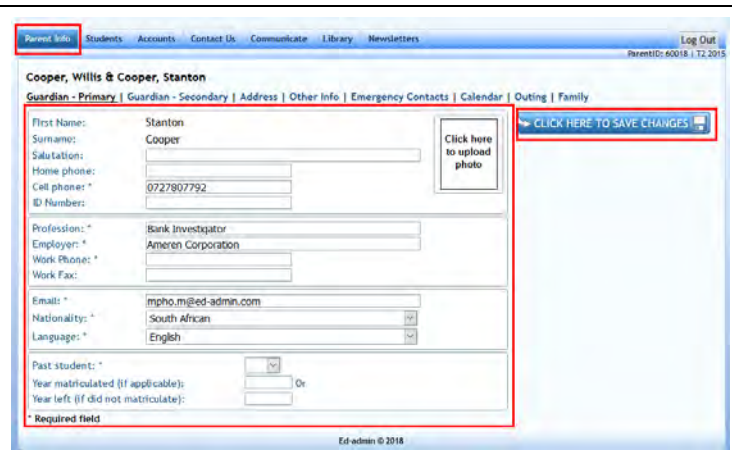 Parent Info Students Accounts Contact Us Communicate Library Newsletters Log Out
ParentID: 60018 | T2 2015
Cooper, Willis & Cooper, Stanton
Guardian - Primary | Guardian - Secondary | Address | Other Info | Emergency Contacts | Calendar | Outing | Family
First Name: Stanton
Surname: Cooper
Salutation:
Home phone:
Cell phone: * 0727807792
ID Number:
Click here
to upload
photo
CLICK HERE TO SAVE CHANGES
Profession: * Bank Investigator
Employer: * Ameren Corporation
Work Phone: *
Work Fax:
Email: * mpho.m@ed-admin.com
Nationality: * South African
Language: * English
Past student: *
Year matriculated (if applicable): Or
Year left (if did not matriculate):
* Required field
Ed-admin © 2018